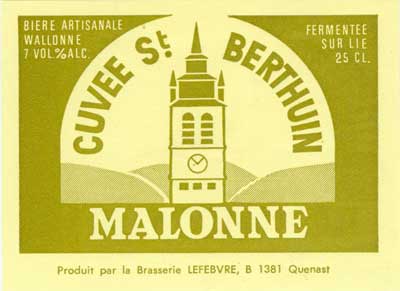 BIERE ARTISANALE
WALLONNE
7 VOL.% ALC.
FERMENTEE
SUR LIE
25 CL.
CUVEE St BERTHUIN
MALONNE
Produit par la Brasserie LEFEBVRE, B 1381 Quenast